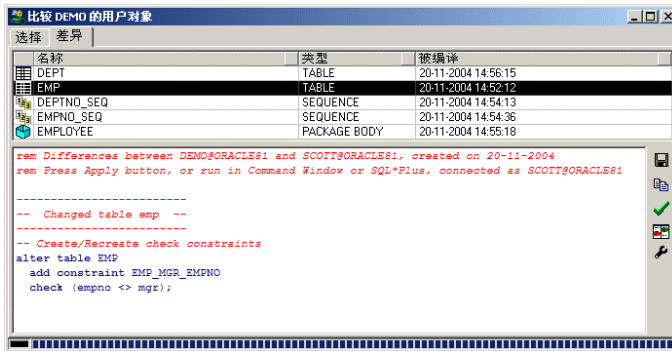 比较 DEMO 的用户对象
选择 差异
名称 类型 被编译
DEPT TABLE 20-11-2004 14:56:15
EMP TABLE 20-11-2004 14:52:12
DEPTNO_SEQ SEQUENCE 20-11-2004 14:54:13
EMPNO_SEQ SEQUENCE 20-11-2004 14:54:36
EMPLOYEE PACKAGE BODY 20-11-2004 14:55:18
rem Differences between DEMO@ORACLE81 and SCOTT@ORACLE81, created on 20-11-2004
rem Press Apply button, or run in Command Window or SQL*Plus, connected as SCOTT@ORACLE81
-------------------------
--  Changed table emp  --
-------------------------
-- Create/Recreate check constraints
alter table EMP
  add constraint EMP_MGR_EMPNO
  check (empno <> mgr);